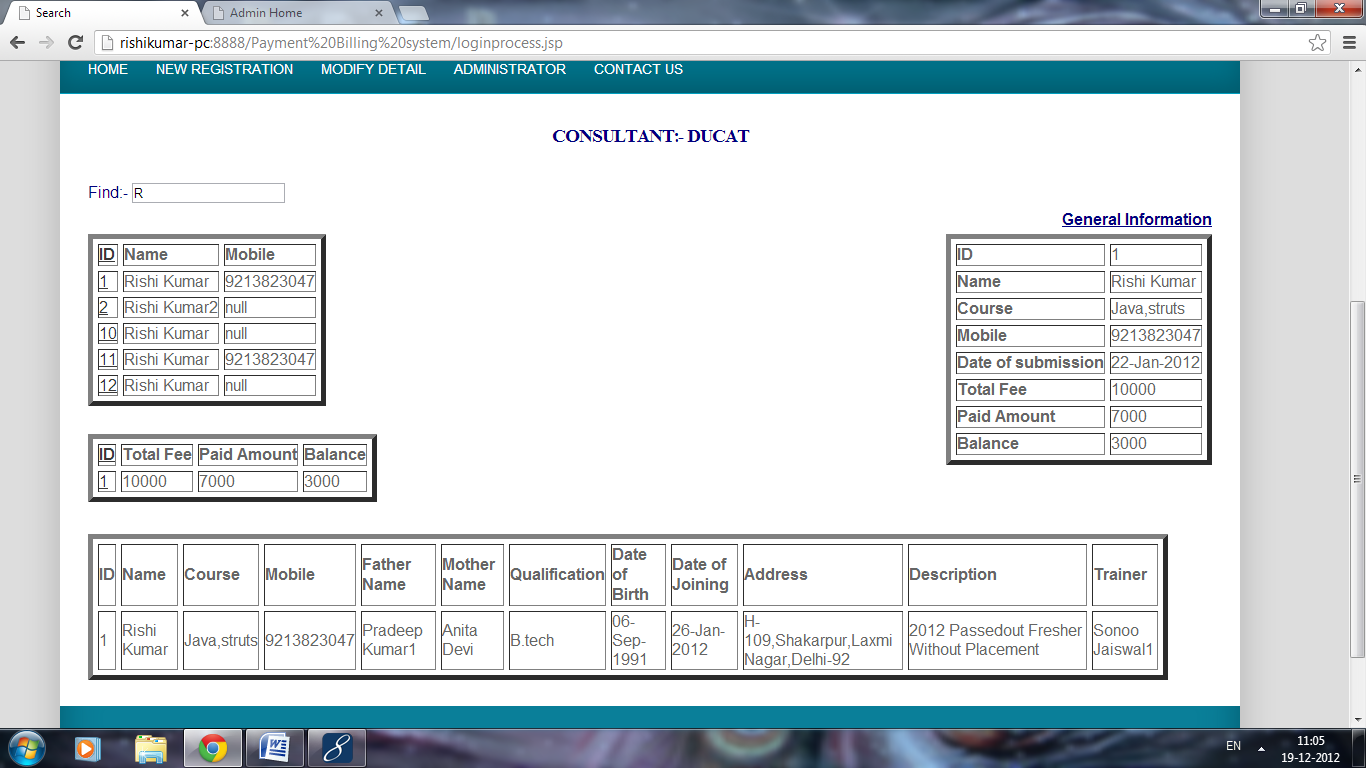 Search
Admin Home
rishikumar-pc:8888/Payment%20Billing%20system/loginprocess.jsp
HOME NEW REGISTRATION MODIFY DETAIL ADMINISTRATOR CONTACT US
CONSULTANT:- DUCAT
Find:- R
General Information
ID Name Mobile
1 Rishi Kumar 9213823047
2 Rishi Kumar2 null
10 Rishi Kumar null
11 Rishi Kumar 9213823047
12 Rishi Kumar null
ID 1
Name Rishi Kumar
Course Java,struts
Mobile 9213823047
Date of submission 22-Jan-2012
Total Fee 10000
Paid Amount 7000
Balance 3000
ID Total Fee Paid Amount Balance
1 10000 7000 3000
ID Name Course Mobile Father Name Mother Name Qualification Date of Birth Date of Joining Address Description Trainer
1 Rishi Kumar Java,struts 9213823047 Pradeep Kumar1 Anita Devi B.tech 06-Sep-1991 26-Jan-2012 H-109,Shakarpur,Laxmi Nagar,Delhi-92 2012 Passedout Fresher Without Placement Sonoo Jaiswal1
EN 11:05
19-12-2012